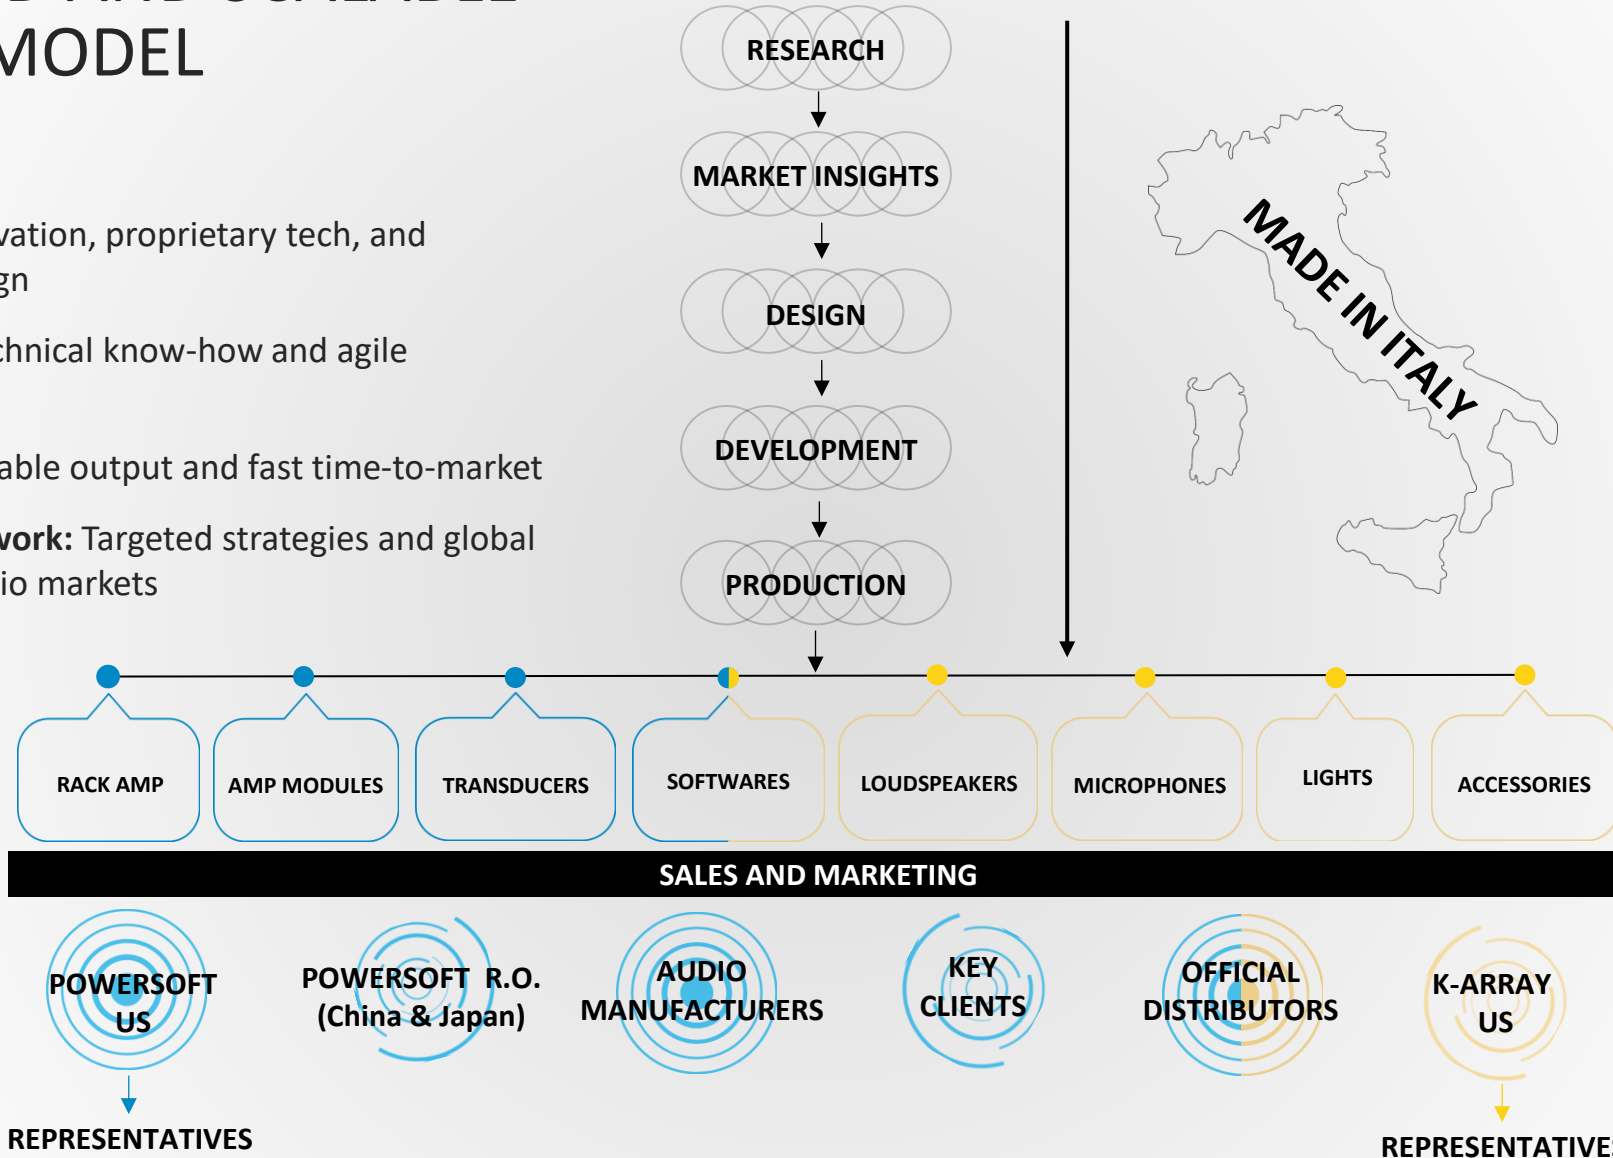 MODEL
RESEARCH
MARKET INSIGHTS
DESIGN
DEVELOPMENT
PRODUCTION
MADE IN ITALY
vation, proprietary tech, and
gn
chnical know-how and agile
able output and fast time-to-market
work: Targeted strategies and global
io markets
RACK AMP
AMP MODULES
TRANSDUCERS
SOFTWARES
LOUDSPEAKERS
MICROPHONES
LIGHTS
ACCESSORIES
SALES AND MARKETING
POWERSOFT
US
POWERSOFT R.O.
(China & Japan)
AUDIO
MANUFACTURERS
KEY
CLIENTS
OFFICIAL
DISTRIBUTORS
K-ARRAY
US
REPRESENTATIVES
REPRESENTATIVES